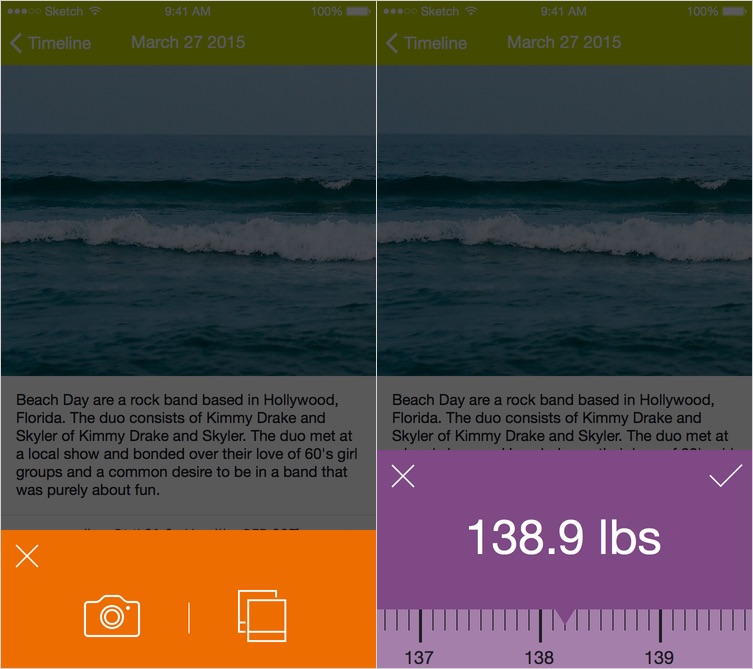 Sketch 9:41 AM 100%
Timeline March 27 2015
Beach Day are a rock band based in Hollywood,
Florida. The duo consists of Kimmy Drake and
Skyler of Kimmy Drake and Skyler. The duo met at
a local show and bonded over their love of 60's girl
groups and a common desire to be in a band that
was purely about fun.
Sketch 9:41 AM 100%
Timeline March 27 2015
Beach Day are a rock band based in Hollywood,
Florida. The duo consists of Kimmy Drake and
Skyler of Kimmy Drake and Skyler. The duo met at
138.9 lbs
137 138 139